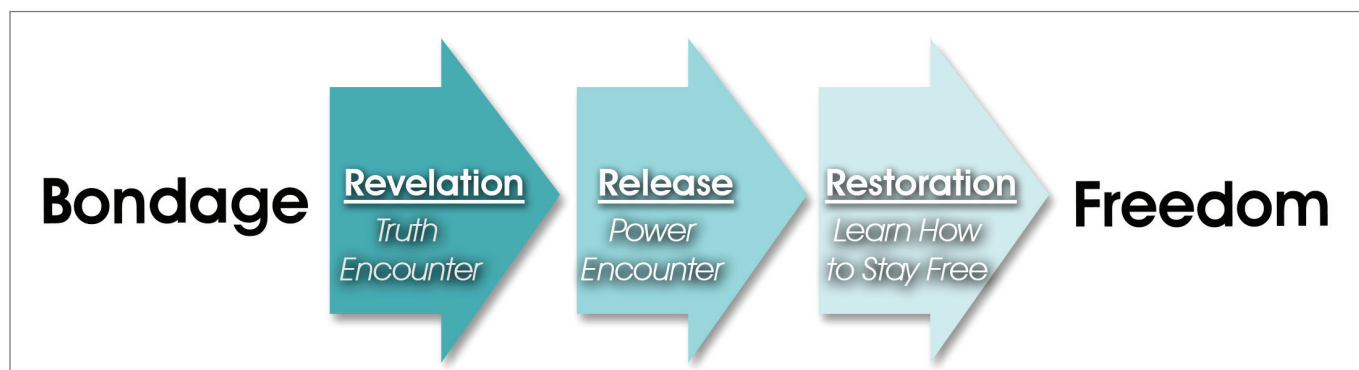 Bondage
Revelation
Truth
Encounter
Release
Power
Encounter
Restoration
Learn How
to Stay Free
Freedom